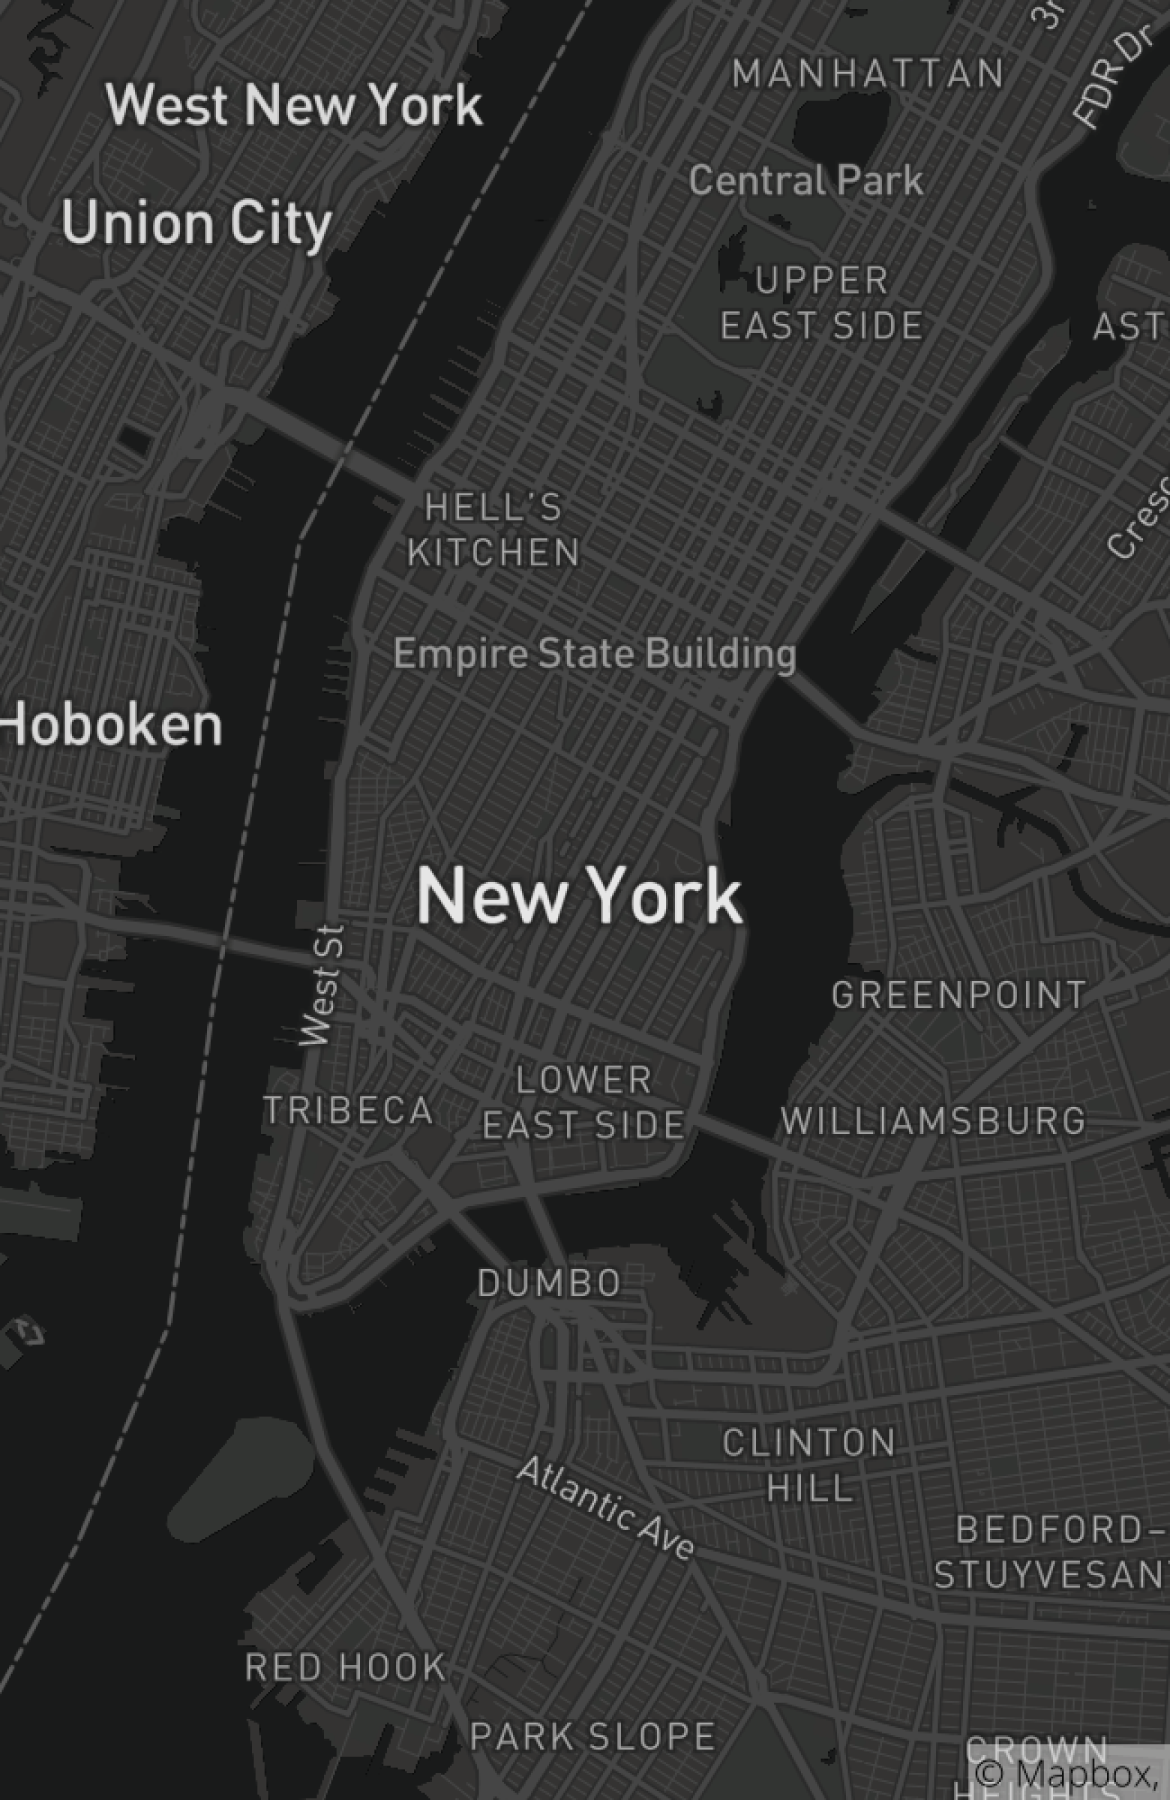 3r
FDR Dr
MANHATTAN
West New York
Central Park
Union City
UPPER
EAST SIDE
AST
Cresc
HELL'S
KITCHEN
Empire State Building
Hoboken
New York
West St
GREENPOINT
LOWER
EAST SIDE
TRIBECA
WILLIAMSBURG
DUMBO
CLINTON
HILL
Atlantic Ave
BEDFORD-
STUYVESANT
RED HOOK
PARK SLOPE
CROWN
HEIGHTS
© Mapbox,